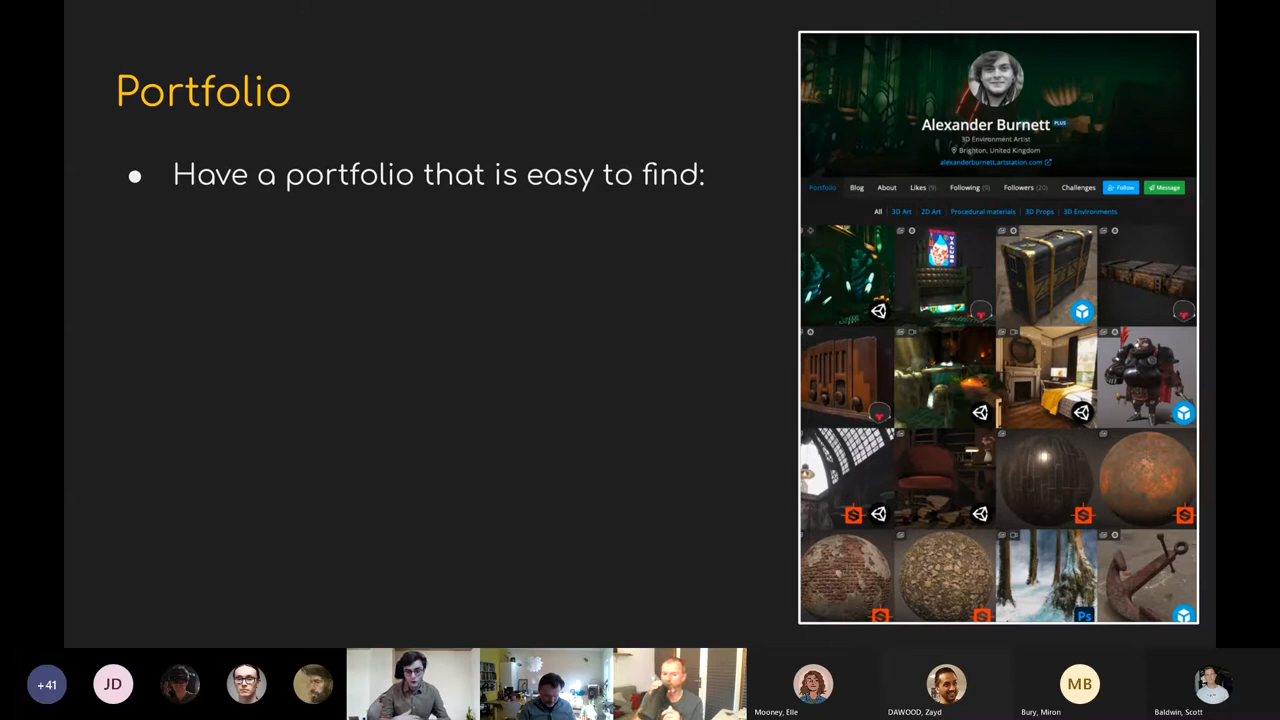 Portfolio
● Have a portfolio that is easy to find:
Alexander Burnett PLUS
3D Environment Artist
Brighton, United Kingdom
alexanderburnett.artstation.com
Portfolio Blog About Likes (9) Following (9) Followers (20) Challenges Follow Message
All 3D Art 2D Art Procedural materials 3D Props 3D Environments
Ps
+41
JD
MB
Mooney, Elle
DAWOOD, Zayd
Bury, Miron
Baldwin, Scott